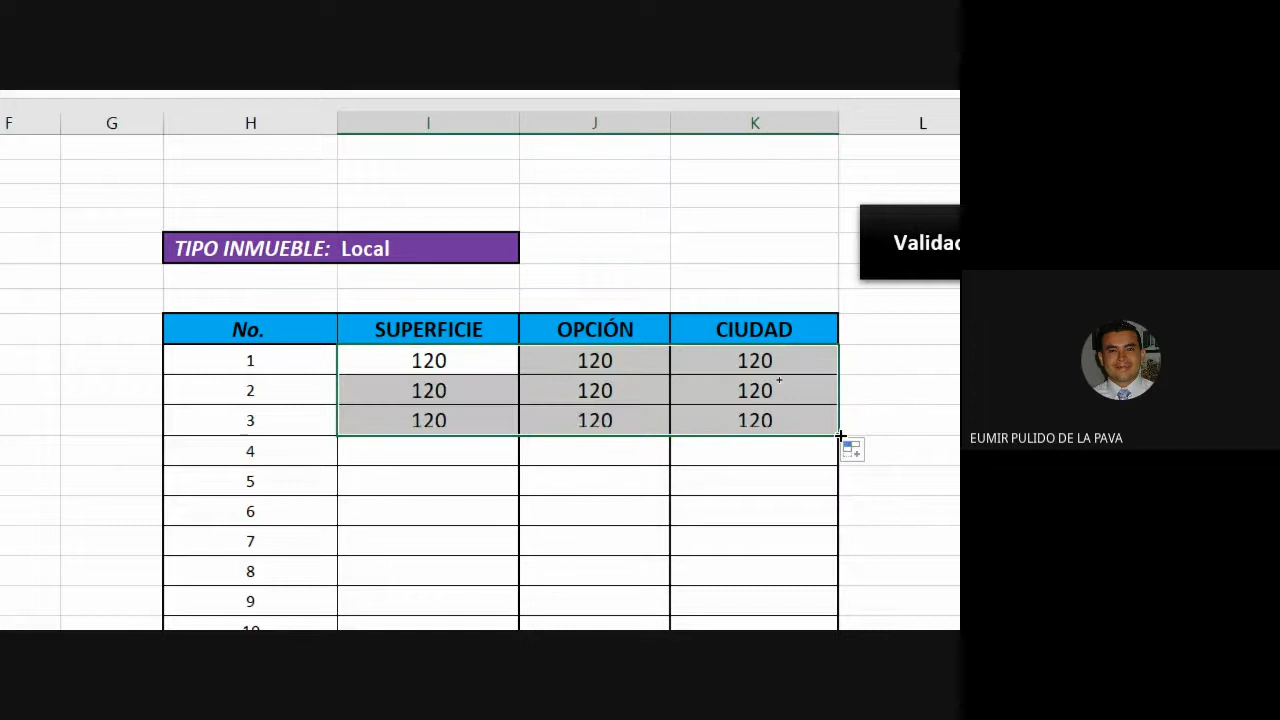 F G H I J K L
TIPO INMUEBLE: Local
Validac
No. SUPERFICIE OPCIÓN CIUDAD
1 120 120 120
2 120 120 120
3 120 120 120
4
5
6
7
8
9
10
EUMIR PULIDO DE LA PAVA